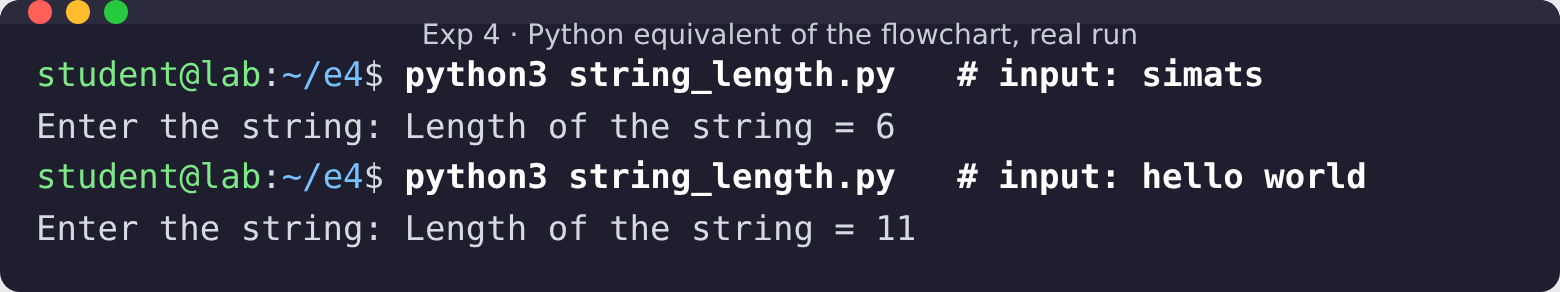 Exp 4 · Python equivalent of the flowchart, real run
student@lab:~/e4$ python3 string_length.py   # input: simats
Enter the string: Length of the string = 6
student@lab:~/e4$ python3 string_length.py   # input: hello world
Enter the string: Length of the string = 11